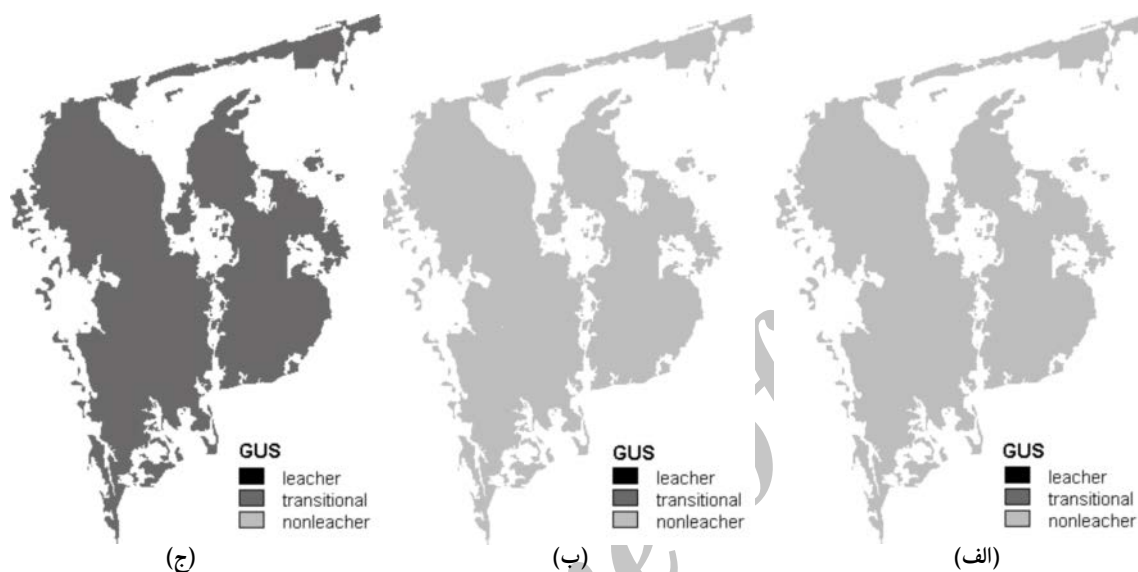 GUS
leacher
transitional
nonleacher
(ج)
GUS
leacher
transitional
nonleacher
(ب)
GUS
leacher
transitional
nonleacher
(الف)